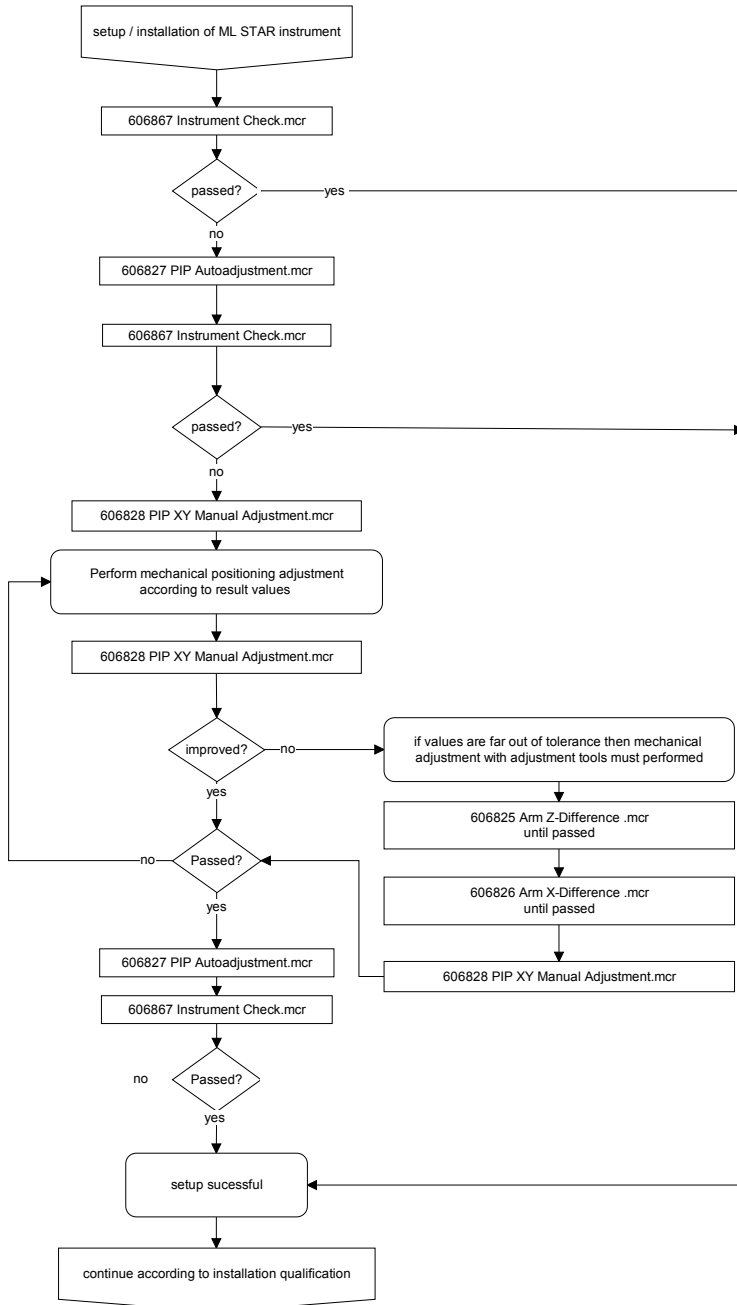 setup / installation of ML STAR instrument
606867 Instrument Check.mcr
passed?
yes
no
606827 PIP Autoadjustment.mcr
606867 Instrument Check.mcr
passed?
yes
no
606828 PIP XY Manual Adjustment.mcr
Perform mechanical positioning adjustment
according to result values
606828 PIP XY Manual Adjustment.mcr
improved?
no
if values are far out of tolerance then mechanical
adjustment with adjustment tools must performed
yes
606825 Arm Z-Difference .mcr
until passed
no
Passed?
606826 Arm X-Difference .mcr
until passed
yes
606827 PIP Autoadjustment.mcr
606828 PIP XY Manual Adjustment.mcr
606867 Instrument Check.mcr
no
Passed?
yes
setup sucessful
continue according to installation qualification